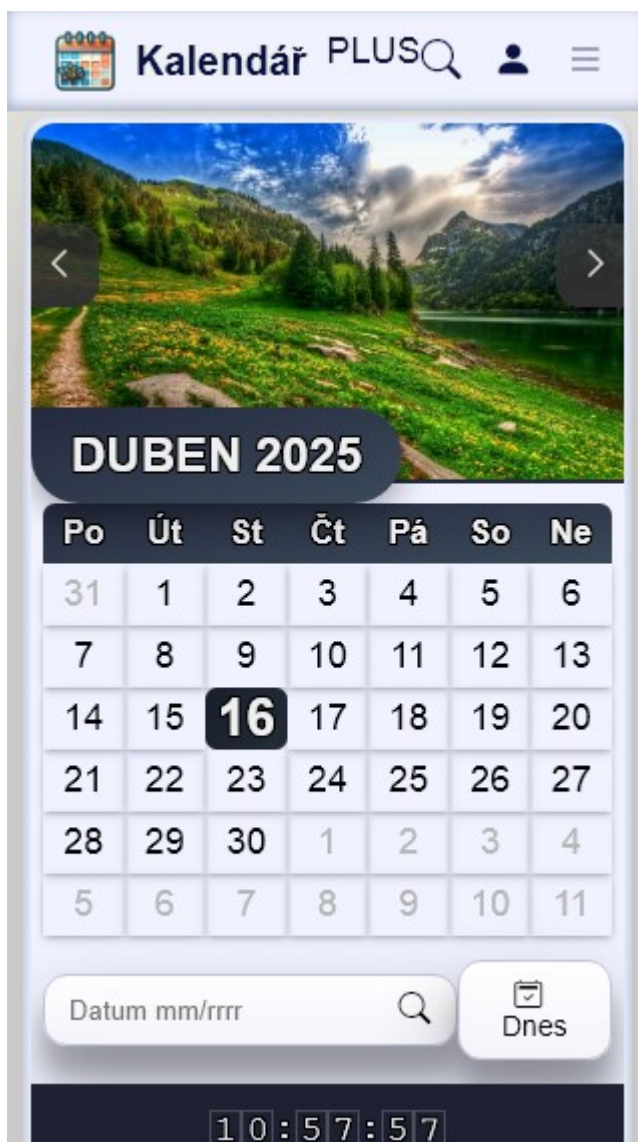 Kalendář PLUS
DUBEN 2025
Po Út St Čt Pá So Ne
31 1 2 3 4 5 6
7 8 9 10 11 12 13
14 15 16 17 18 19 20
21 22 23 24 25 26 27
28 29 30 1 2 3 4
5 6 7 8 9 10 11
Datum mm/rrrr
Dnes
10:57:57